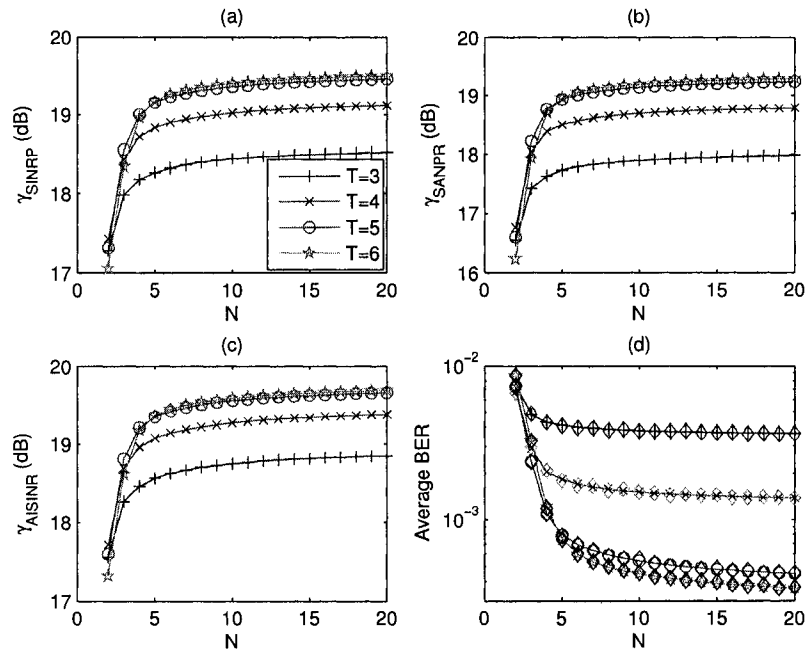 (a)
20
19
18
17
γSINRP (dB)
0 5 10 15 20
N
T=3
T=4
T=5
T=6
(b)
20
19
18
17
16
γSANPR (dB)
0 5 10 15 20
N
(c)
20
19
18
17
γAISINR (dB)
0 5 10 15 20
N
(d)
10^-2
10^-3
Average BER
0 5 10 15 20
N